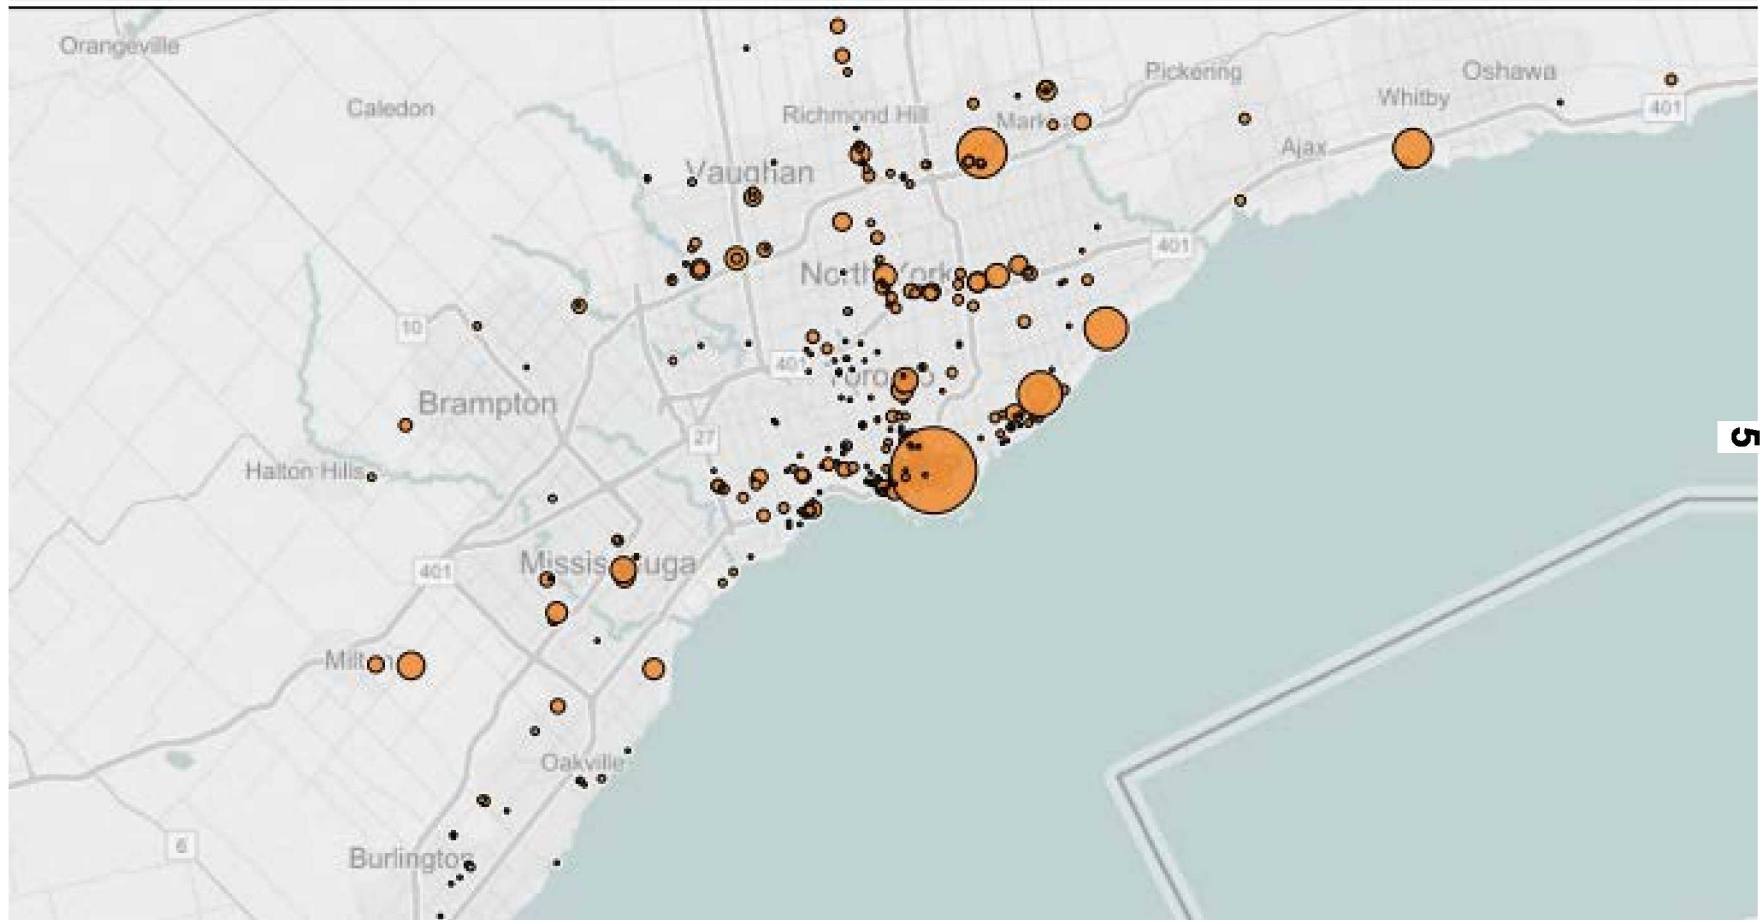 Orangeville
Caledon
Pickering
Oshawa
Whitby
401
Richmond Hill
Mark
Ajax
Vaughan
401
North York
10
401
Toronto
Brampton
27
5
Halton Hills
401
Mississauga
Milton
Oakville
6
Burlington